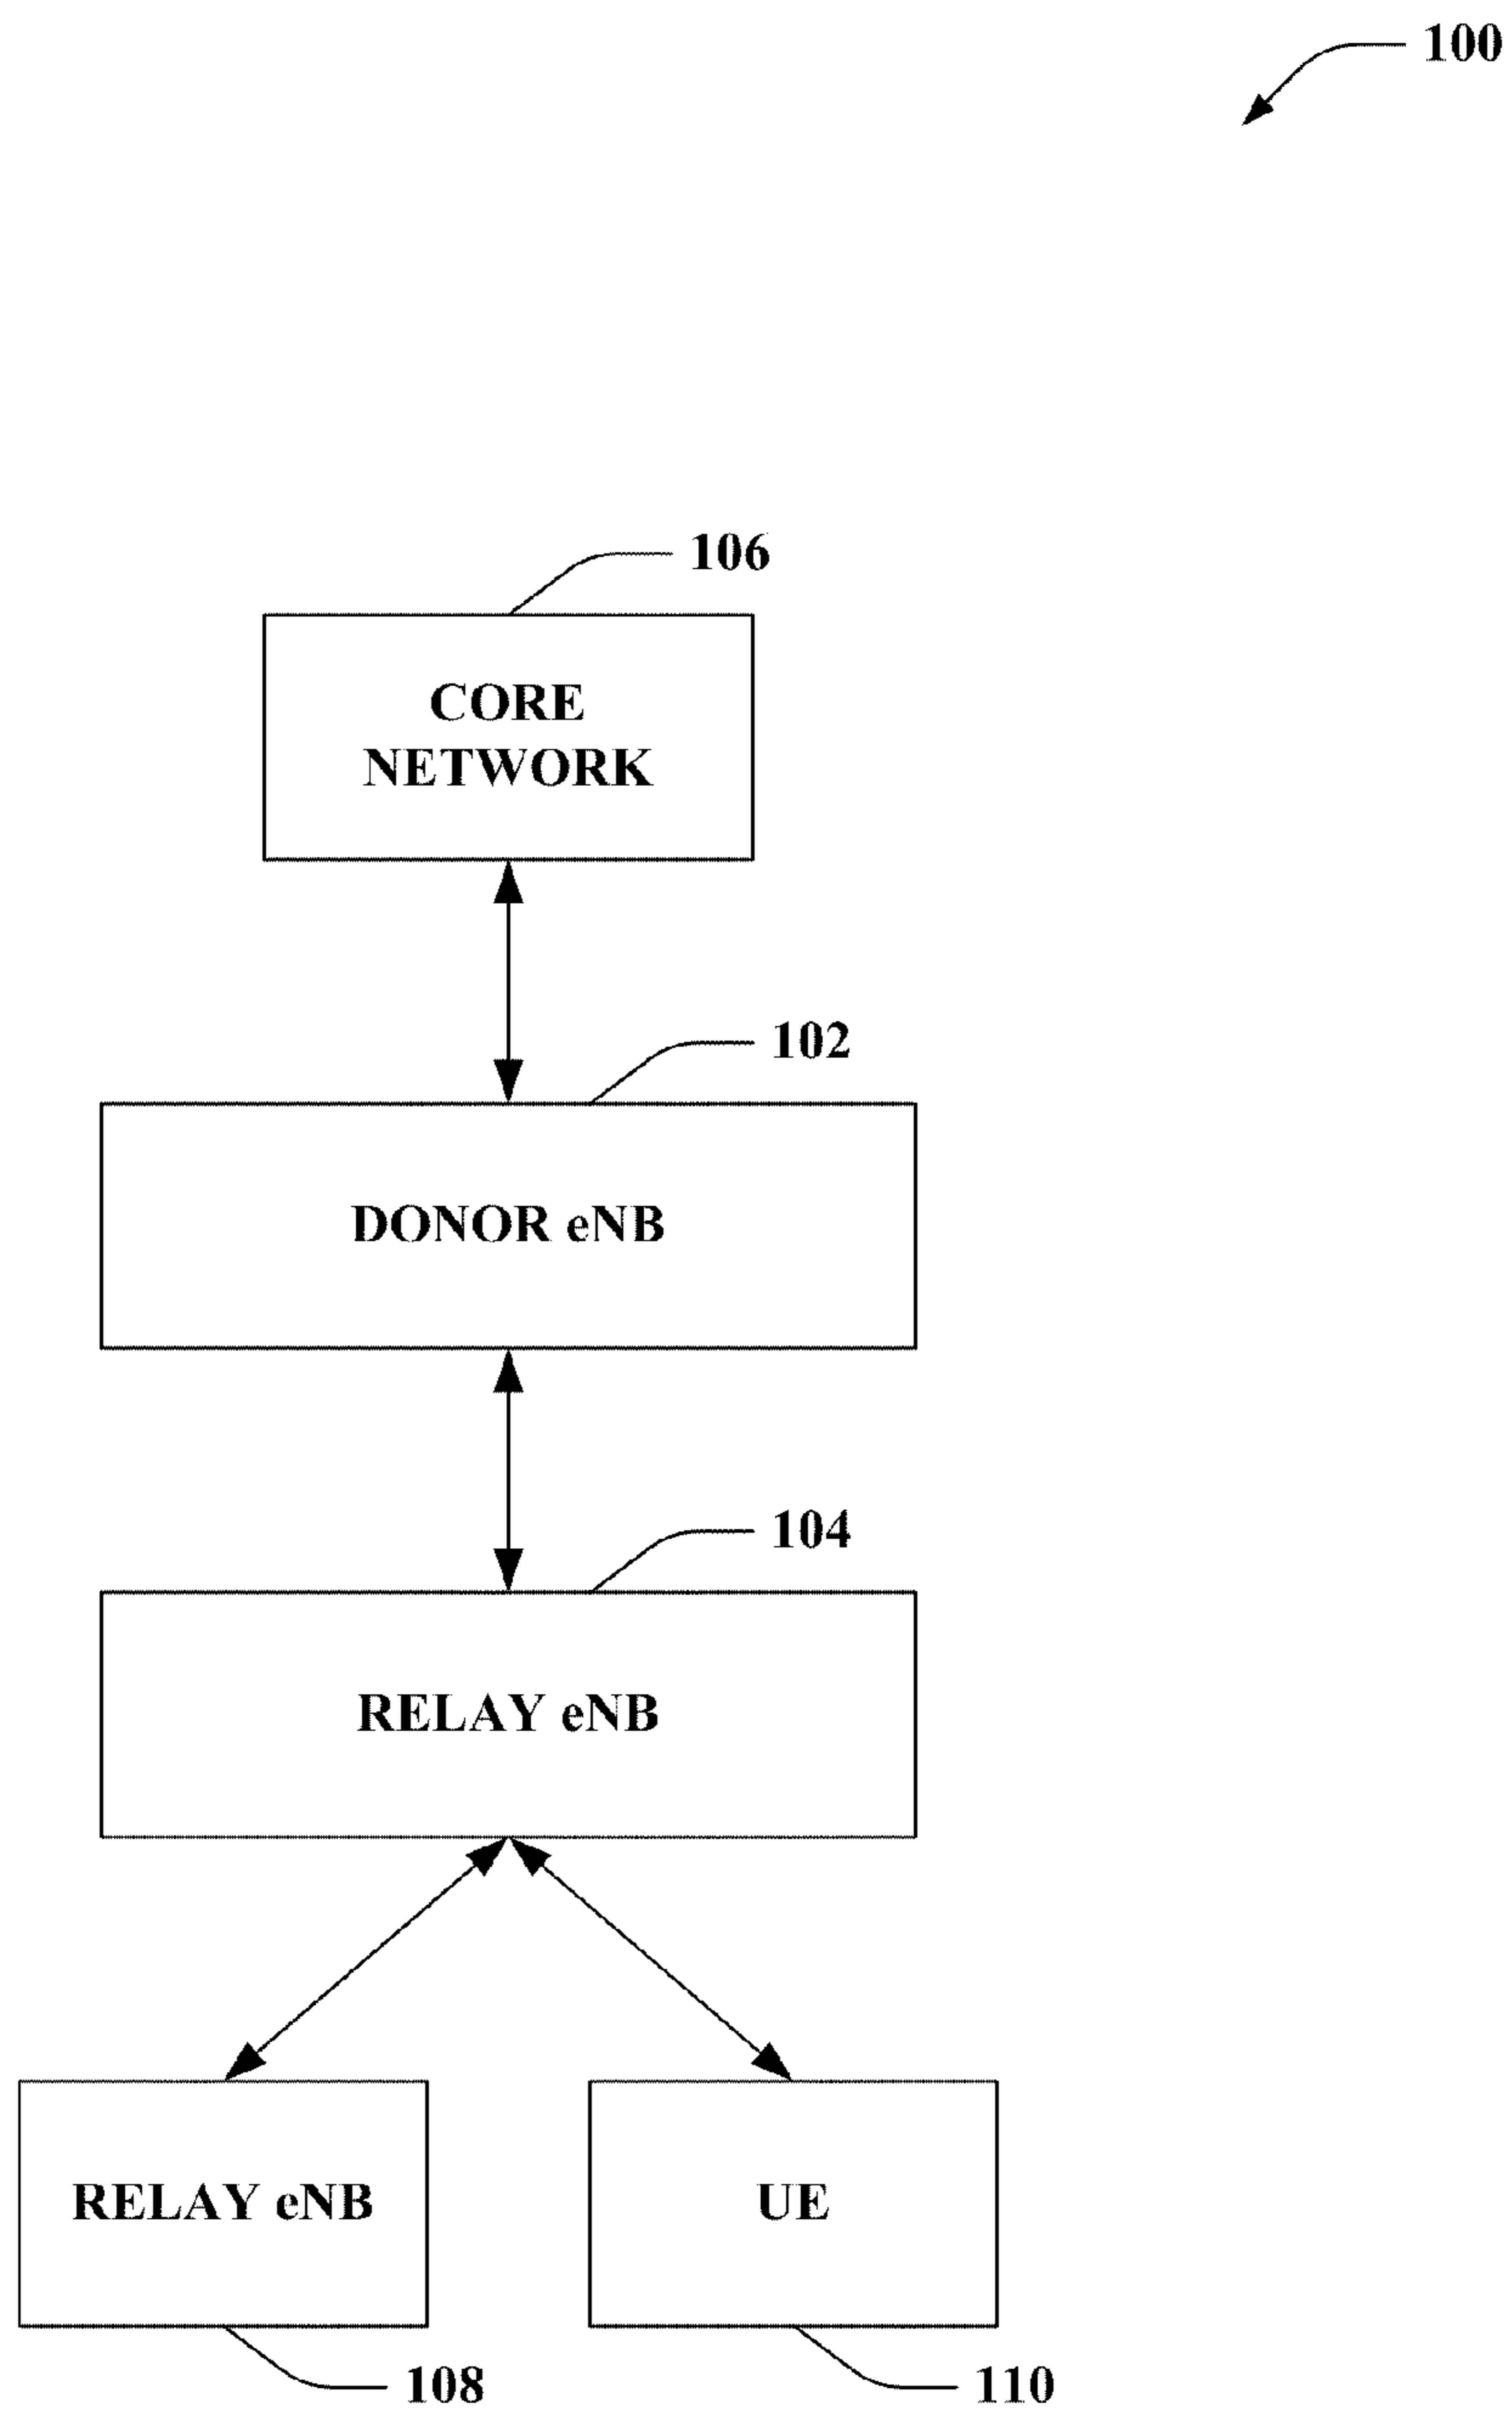 100
106
CORE
NETWORK
102
DONOR eNB
104
RELAY eNB
RELAY eNB
UE
108
110